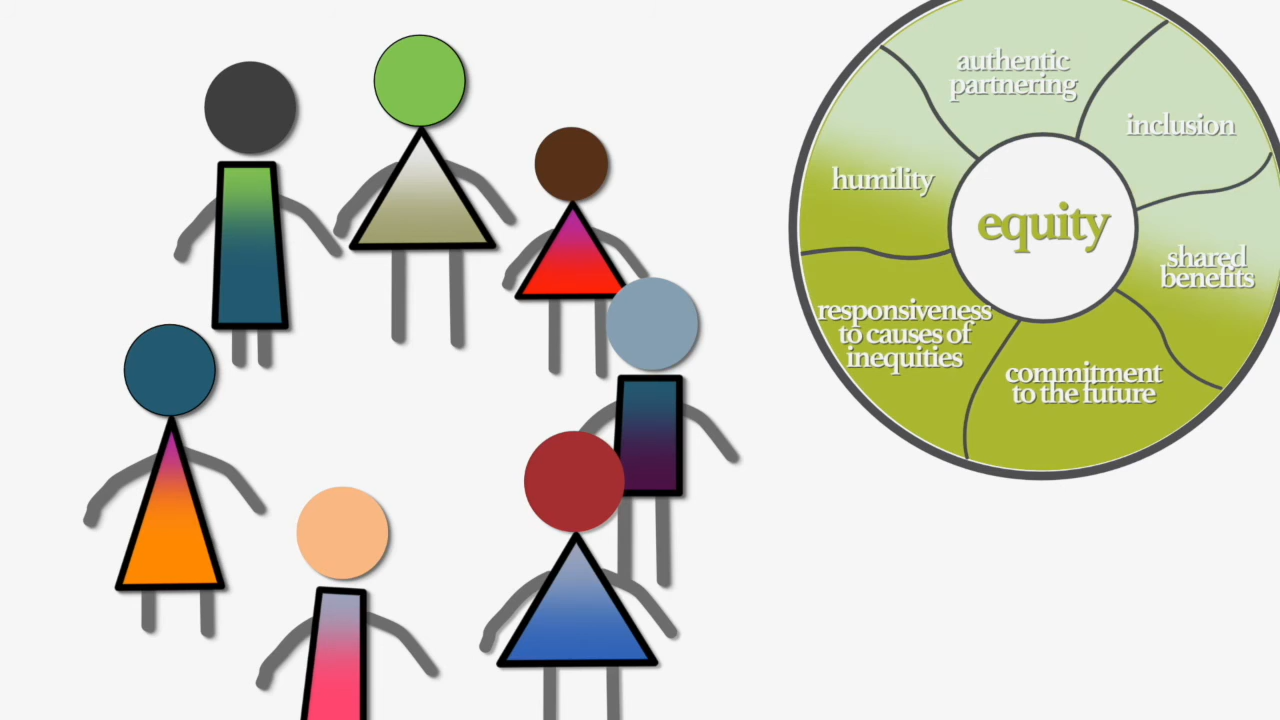 authentic
partnering
inclusion
humility
equity
shared
benefits
responsiveness
to causes of
inequities
commitment
to the future